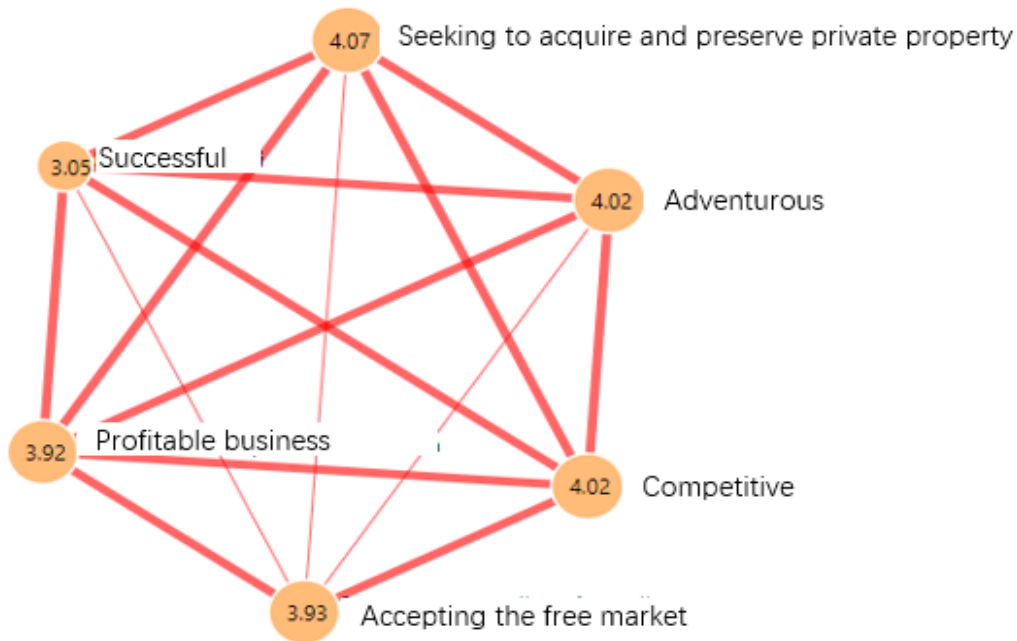 4.07 Seeking to acquire and preserve private property
3.05 Successful
4.02 Adventurous
3.92 Profitable business
4.02 Competitive
3.93 Accepting the free market